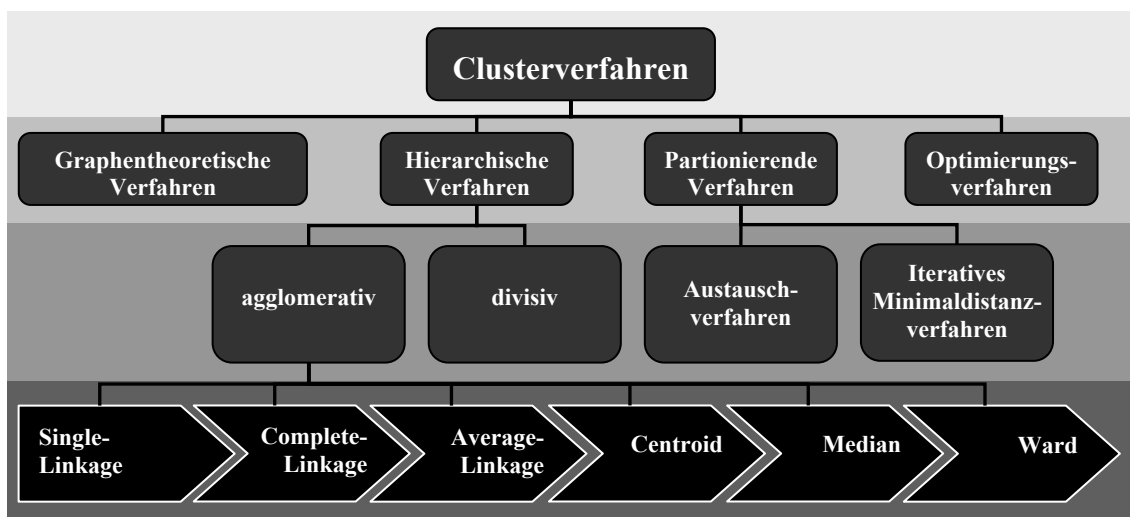 Clusterverfahren
Graphentheoretische
Verfahren
Hierarchische
Verfahren
Partionierende
Verfahren
Optimierungs-
verfahren
agglomerativ
divisiv
Austausch-
verfahren
Iteratives
Minimaldistanz-
verfahren
Single-
Linkage
Complete-
Linkage
Average-
Linkage
Centroid
Median
Ward